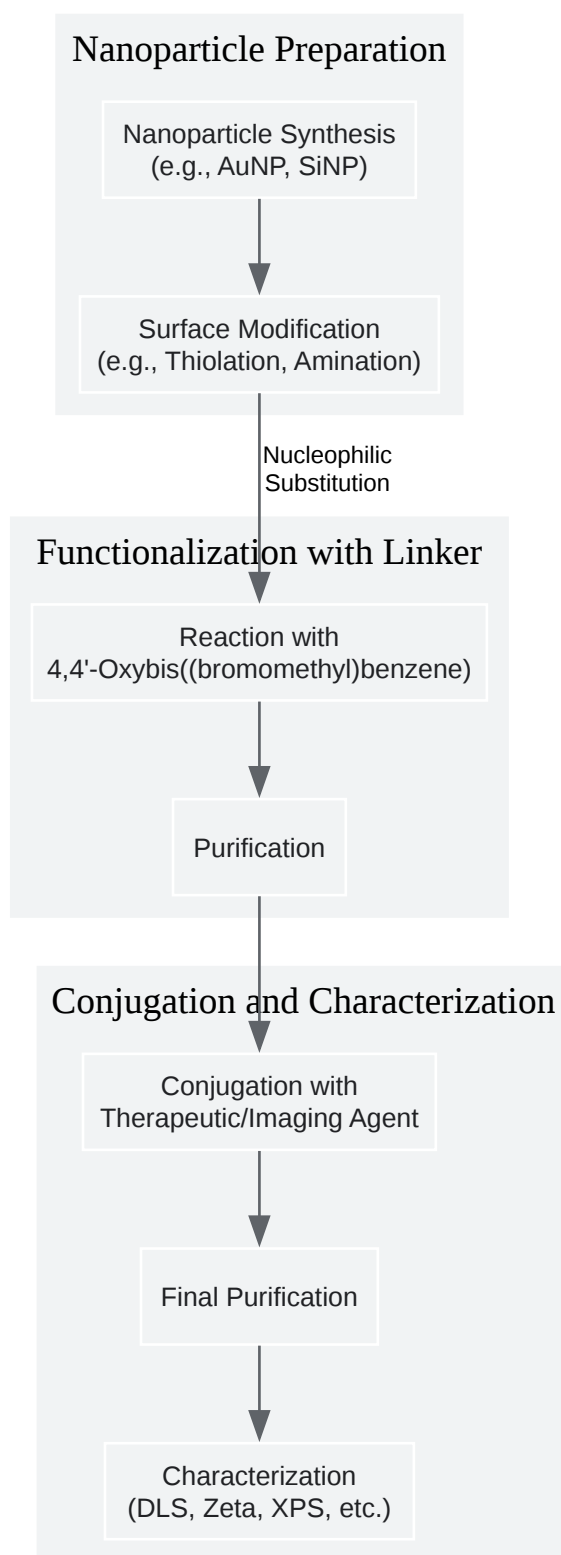 Nanoparticle Preparation
Nanoparticle Synthesis
(e.g., AuNP, SiNP)
Surface Modification
(e.g., Thiolation, Amination)
Nucleophilic
Substitution
Functionalization with Linker
Reaction with
4,4'-Oxybis((bromomethyl)benzene)
Purification
Conjugation and Characterization
Conjugation with
Therapeutic/Imaging Agent
Final Purification
Characterization
(DLS, Zeta, XPS, etc.)